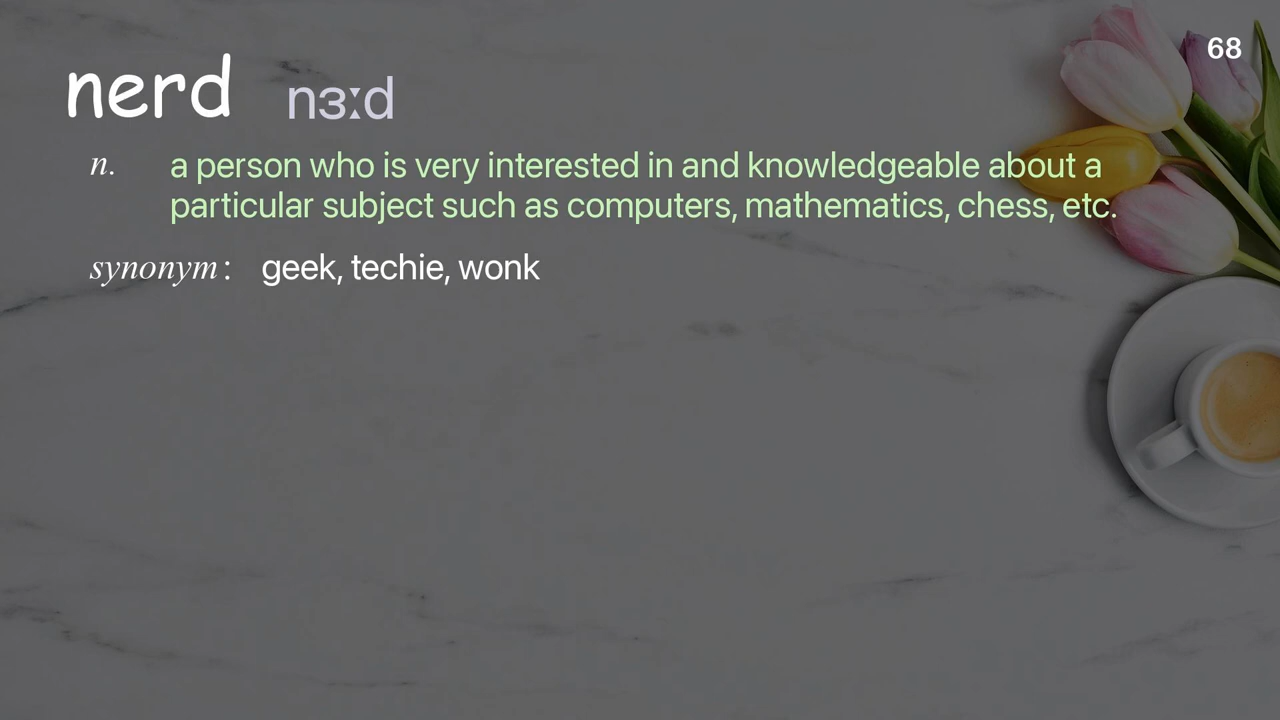 68
nerd nɜːd
n. a person who is very interested in and knowledgeable about a
particular subject such as computers, mathematics, chess, etc.
synonym : geek, techie, wonk